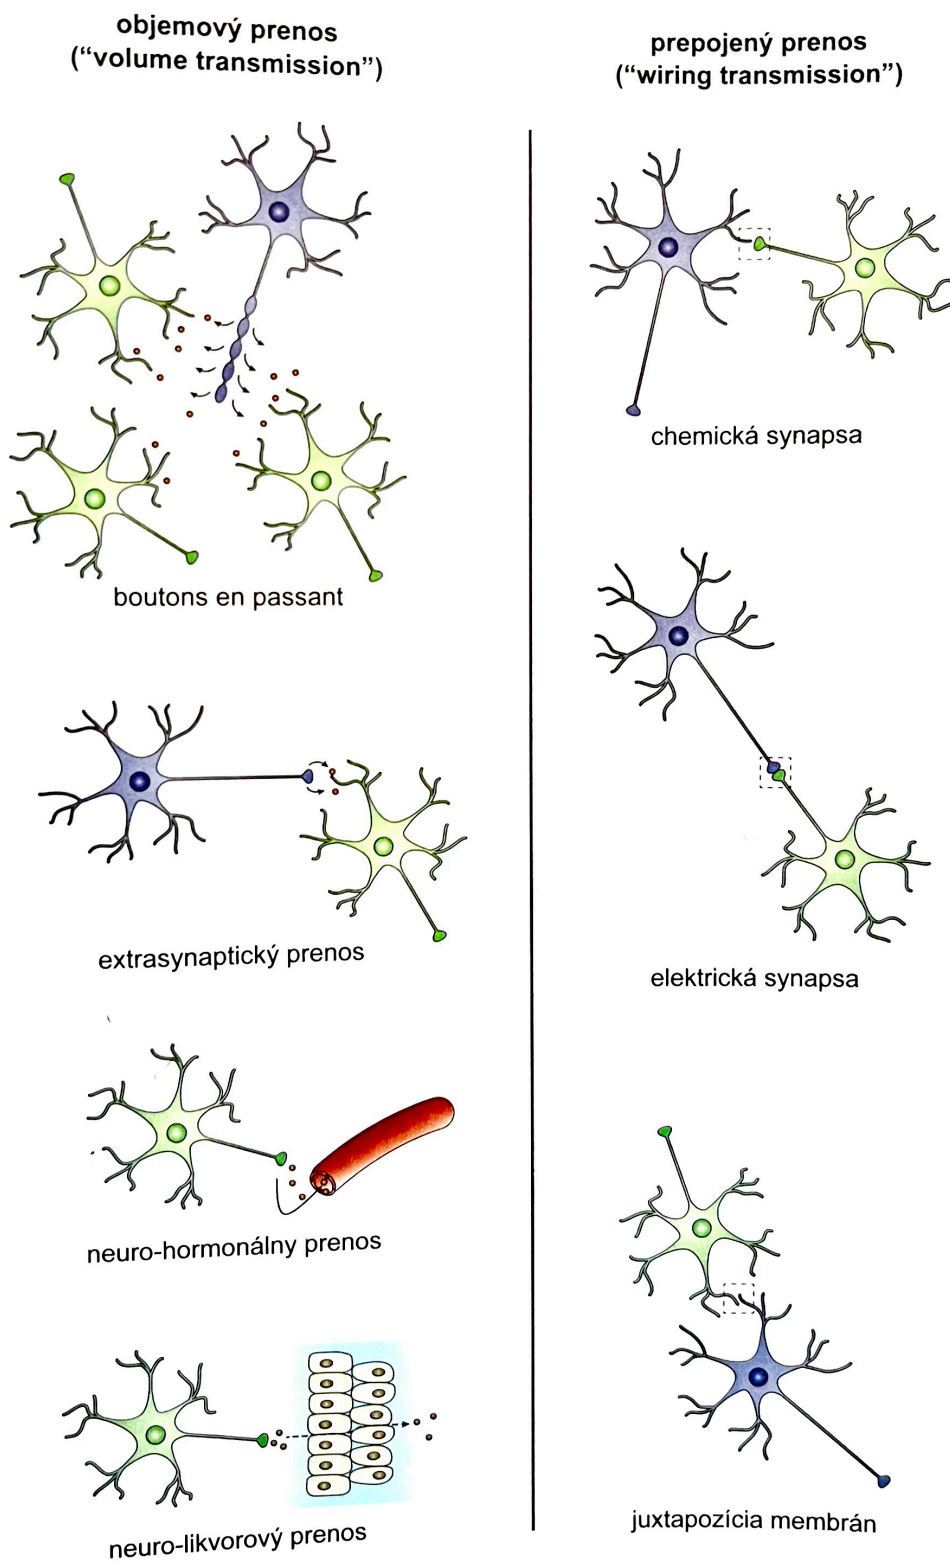 objemový prenos
(“volume transmission”)
boutons en passant
extrasynaptický prenos
neuro-hormonálny prenos
neuro-likvorový prenos
prepojený prenos
(“wiring transmission”)
chemická synapsa
elektrická synapsa
juxtapozícia membrán